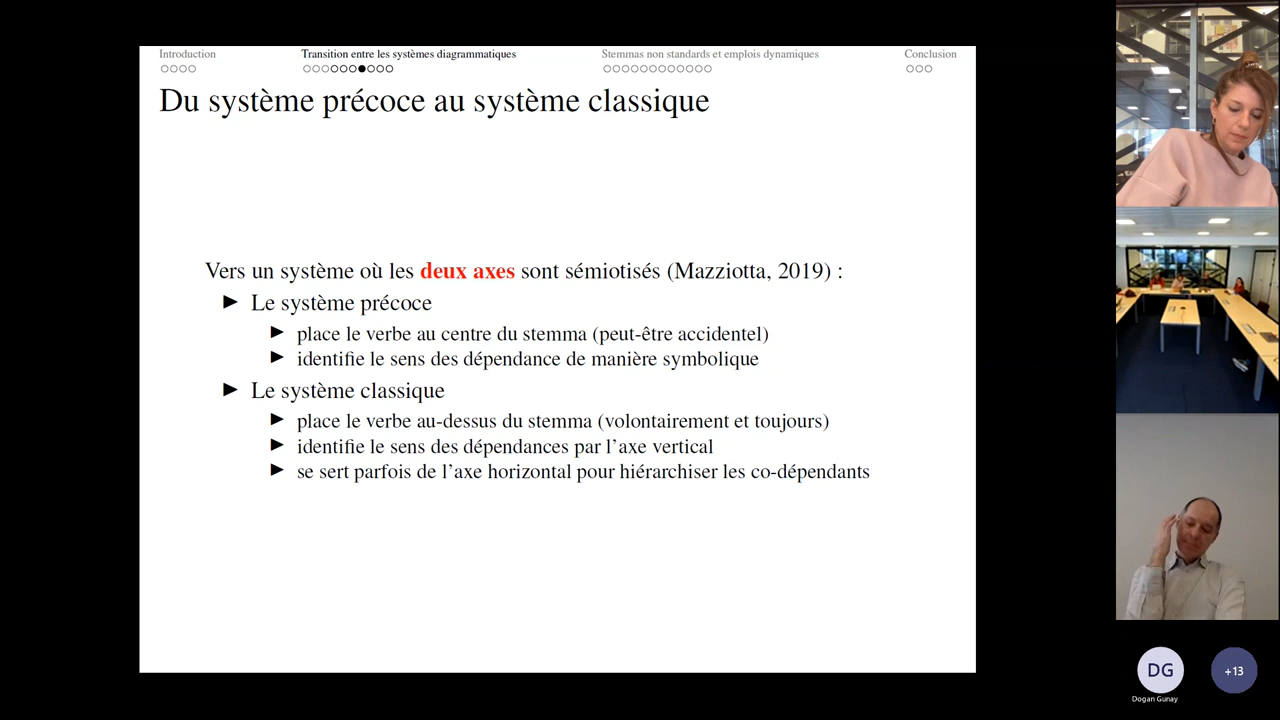 Introduction
Transition entre les systèmes diagrammatiques
Stemmas non standards et emplois dynamiques
Conclusion
Du système précoce au système classique
Vers un système où les deux axes sont sémiotisés (Mazziotta, 2019) :
Le système précoce
place le verbe au centre du stemma (peut-être accidentel)
identifie le sens des dépendance de manière symbolique
Le système classique
place le verbe au-dessus du stemma (volontairement et toujours)
identifie le sens des dépendances par l'axe vertical
se sert parfois de l'axe horizontal pour hiérarchiser les co-dépendants
DG
+13
Dogan Gunay